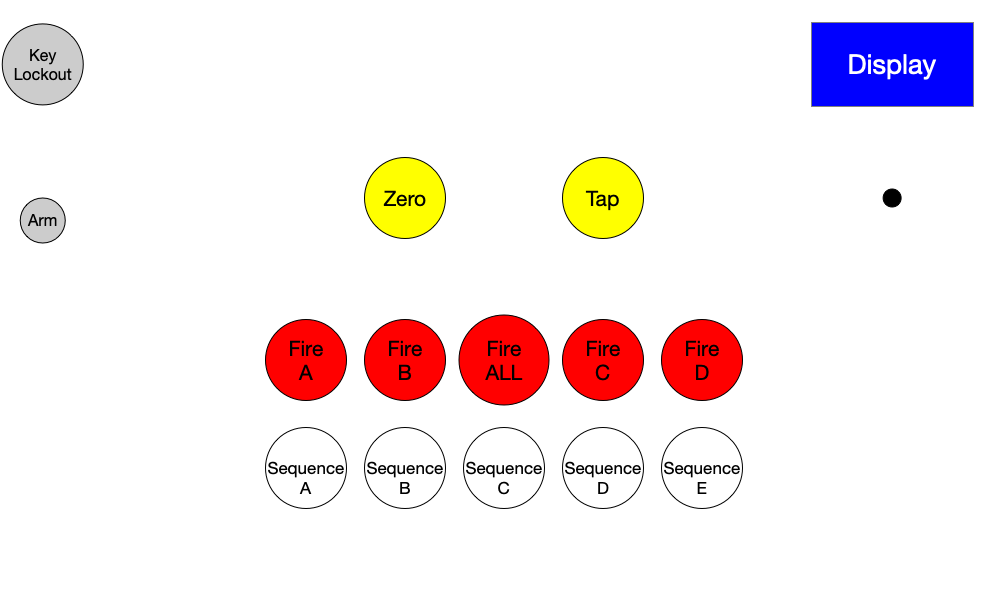 Key
Lockout
Display
Zero
Tap
Arm
Fire
A
Fire
B
Fire
ALL
Fire
C
Fire
D
Sequence
A
Sequence
B
Sequence
C
Sequence
D
Sequence
E